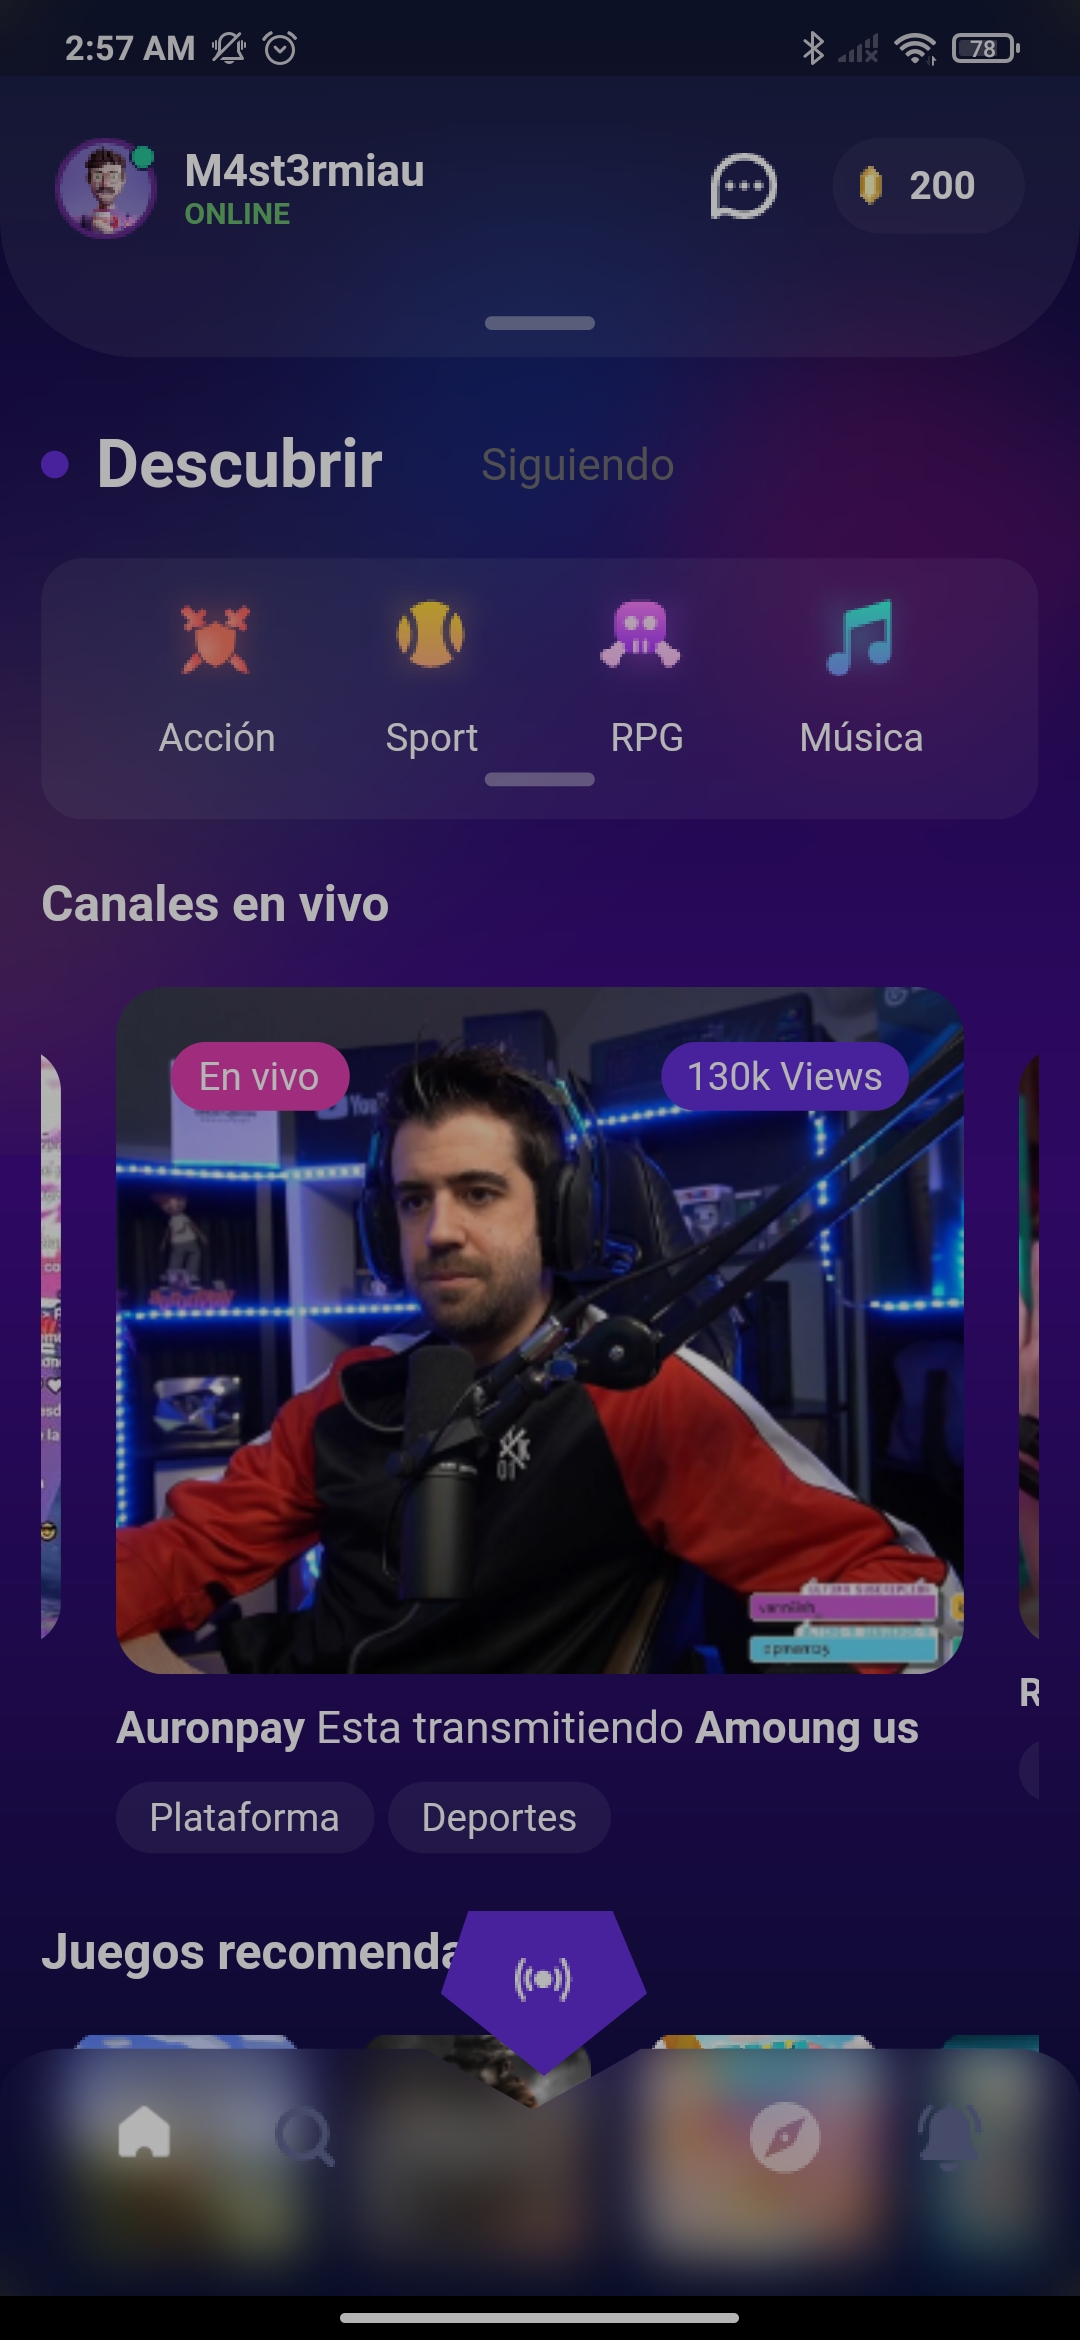 2:57 AM
78
M4st3rmiau
ONLINE
200
Descubrir
Siguiendo
Acción
Sport
RPG
Música
Canales en vivo
En vivo
130k Views
Auronpay Esta transmitiendo Amoung us
R
Plataforma
Deportes
Juegos recomenda